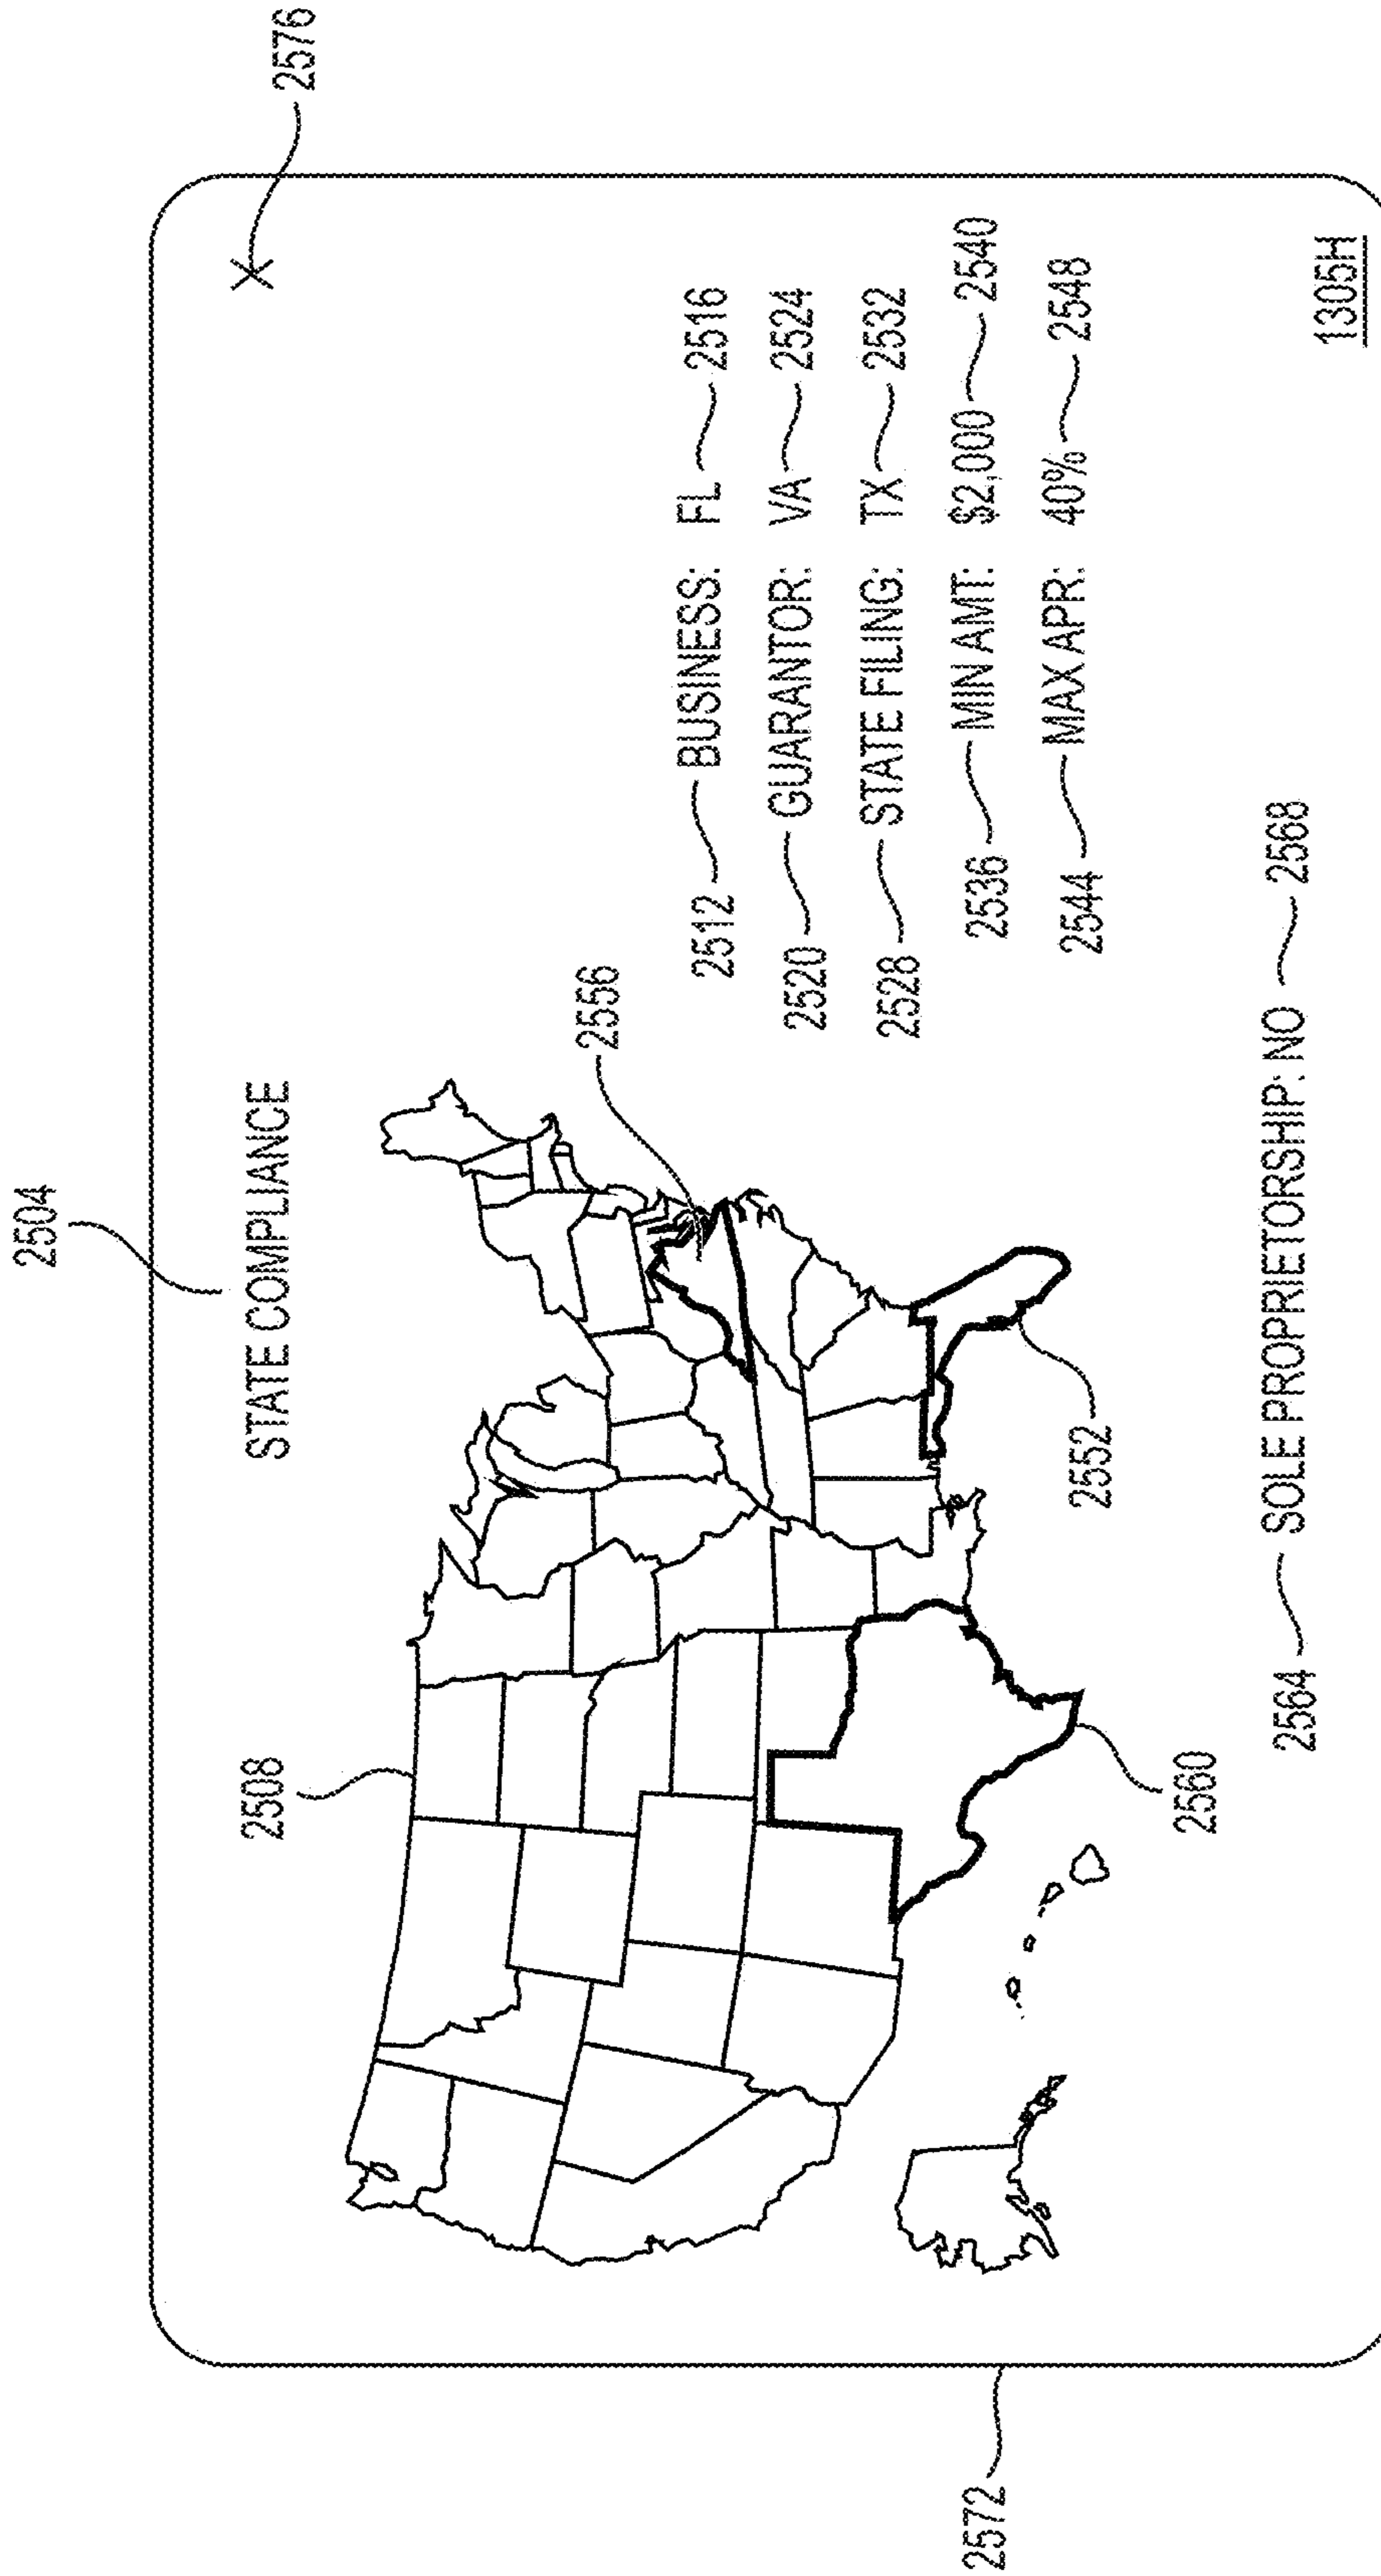 2504
2576
STATE COMPLIANCE
2508
2556
2512 BUSINESS: FL 2516
2520 GUARANTOR: VA 2524
2528 STATE FILING: TX 2532
2536 MIN AMT: $2,000 2540
2544 MAX APR: 40% 2548
2552
2560
2564 SOLE PROPRIETORSHIP: NO 2568
2572
1305H